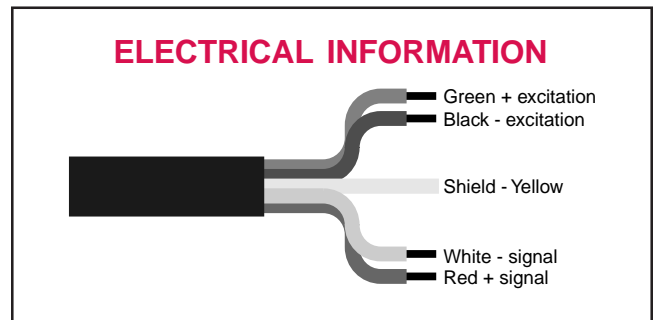 ELECTRICAL INFORMATION
Green + excitation
Black - excitation
Shield - Yellow
White - signal
Red + signal